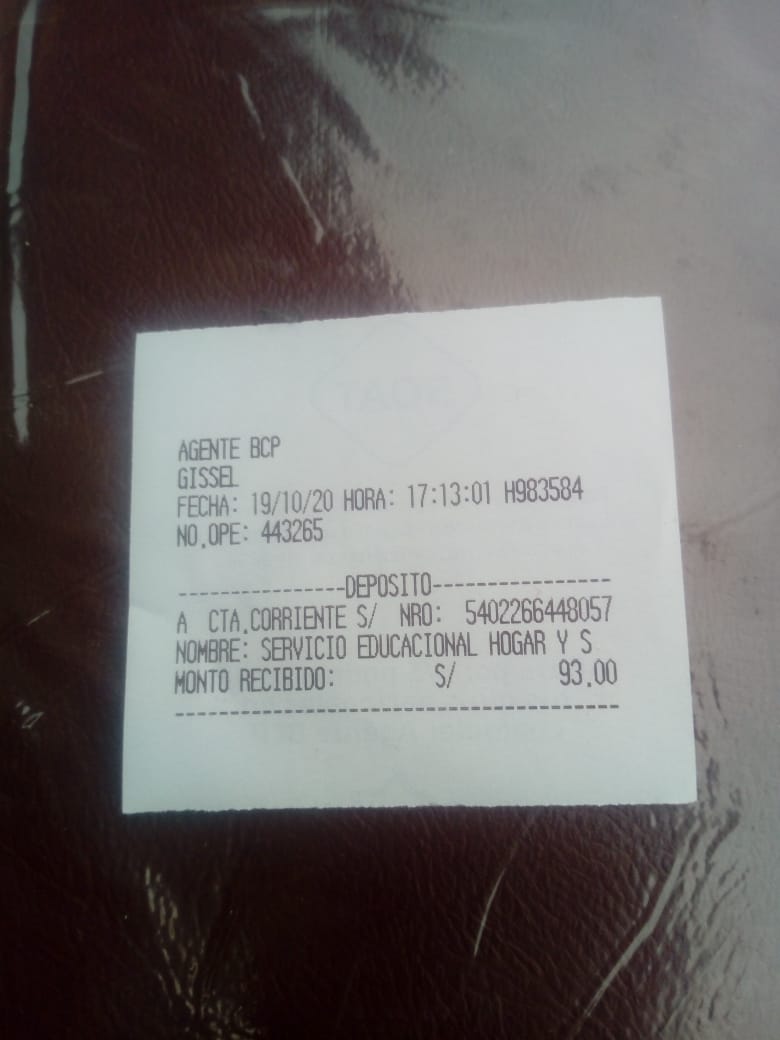 AGENTE BCP
GISSEL
FECHA: 19/10/20 HORA: 17:13:01 H983584
NO.OPE: 443265
-----------------DEPOSITO-----------------
A CTA.CORRIENTE S/ NRO: 5402266448057
NOMBRE: SERVICIO EDUCACIONAL HOGAR Y S
MONTO RECIBIDO: S/ 93.00
------------------------------------------